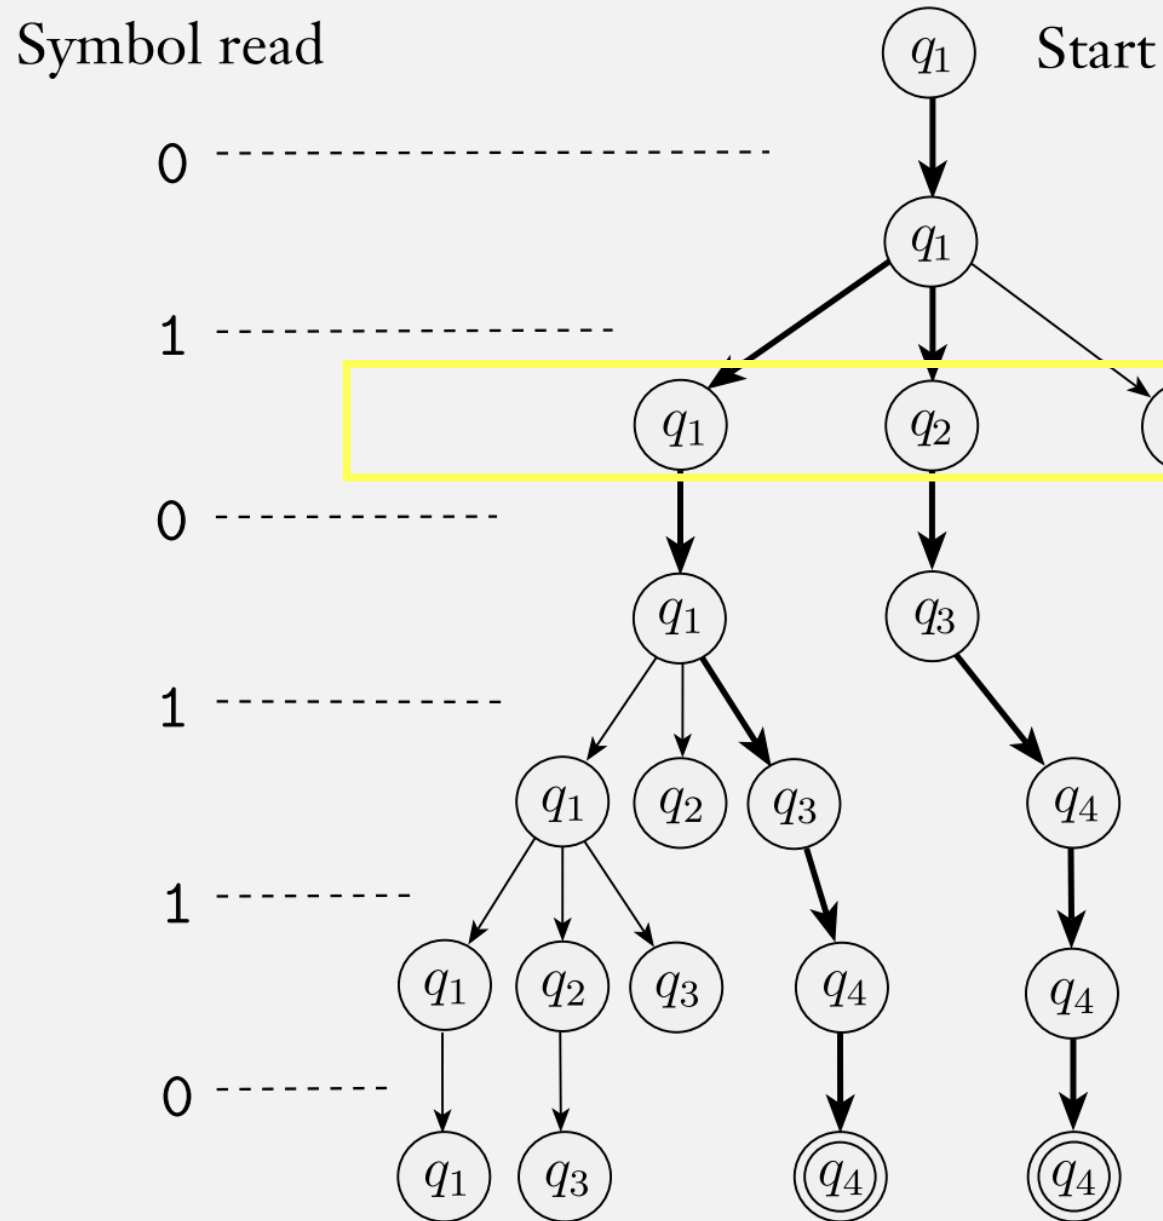 Symbol read q₁ Start
0
q₁
1
q₁ q₂
0
q₁ q₃
1
q₁ q₂ q₃ q₄
1
q₁ q₂ q₃ q₄ q₄
0
q₁ q₃ q₄ q₄